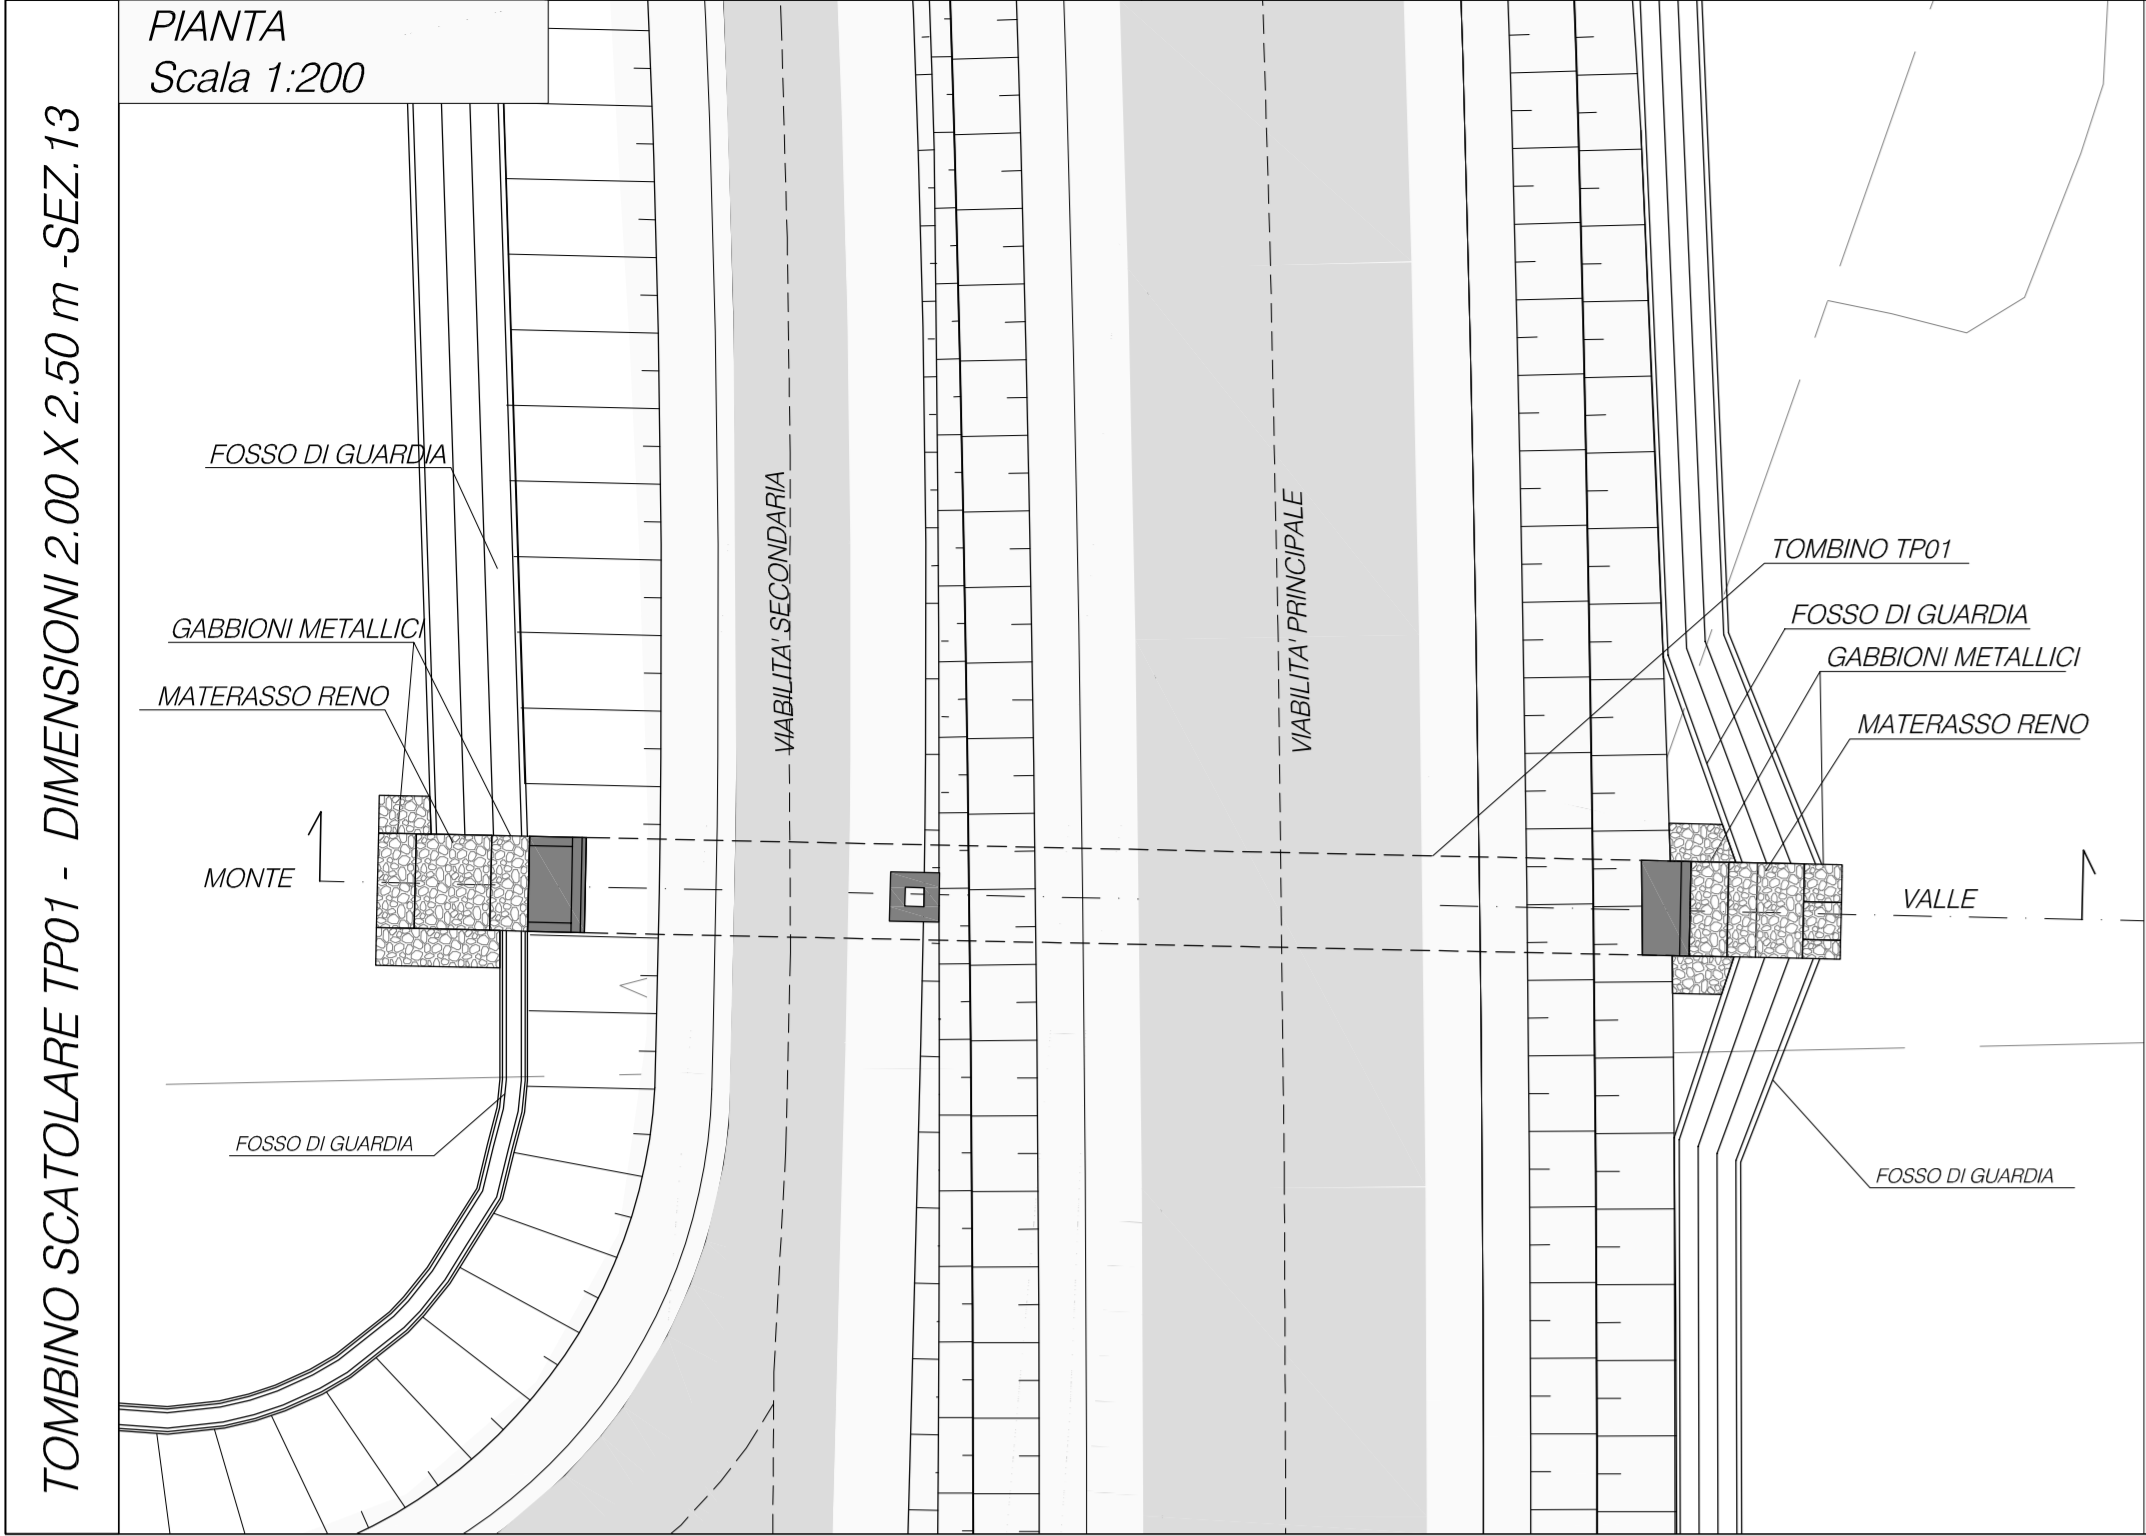 PIANTA
Scala 1:200
TOMBINO SCATOLARE TP01 - DIMENSIONI 2.00 X 2.50 m -SEZ.13
FOSSO DI GUARDIA
GABBIONI METALLICI
MATERASSO RENO
MONTE
FOSSO DI GUARDIA
VIABILITA' SECONDARIA
VIABILITA' PRINCIPALE
TOMBINO TP01
FOSSO DI GUARDIA
GABBIONI METALLICI
MATERASSO RENO
VALLE
FOSSO DI GUARDIA